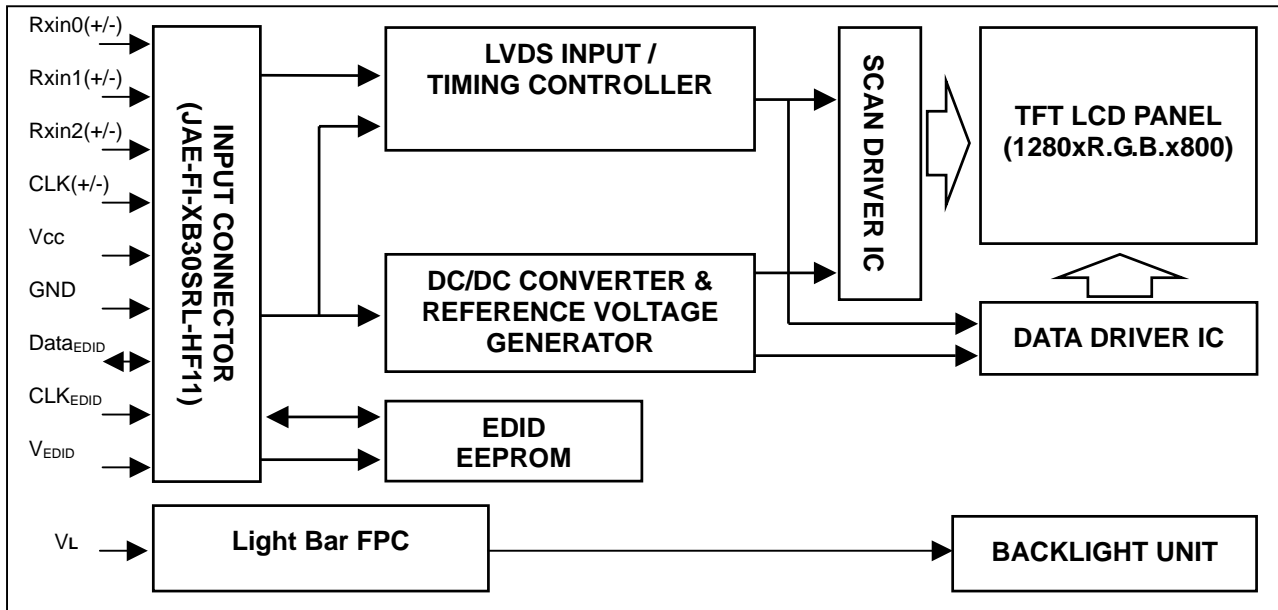 Rxin0(+/-)
Rxin1(+/-)
Rxin2(+/-)
CLK(+/-)
Vcc
GND
DataEDID
CLKEDID
VEDID
VL
INPUT CONNECTOR
(JAE-FI-XB30SRL-HF11)
LVDS INPUT /
TIMING CONTROLLER
DC/DC CONVERTER &
REFERENCE VOLTAGE
GENERATOR
EDID
EEPROM
Light Bar FPC
SCAN DRIVER IC
TFT LCD PANEL
(1280xR.G.B.x800)
DATA DRIVER IC
BACKLIGHT UNIT